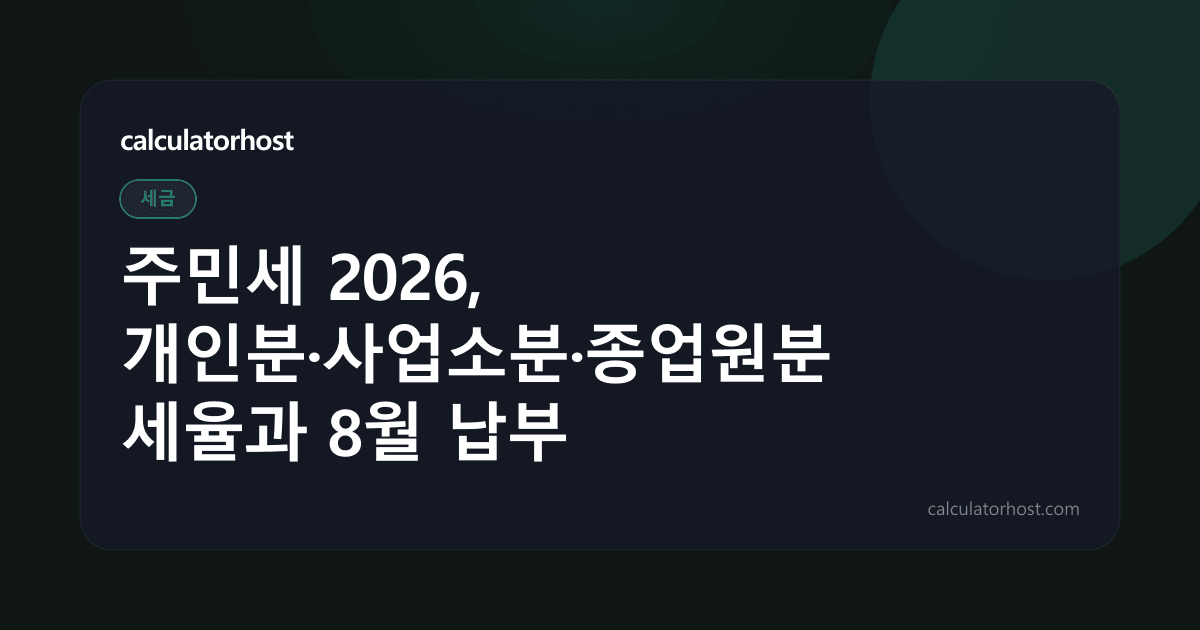 calculatorhost
세금
주민세 2026,
개인분·사업소분·종업원분
세율과 8월 납부
calculatorhost.com